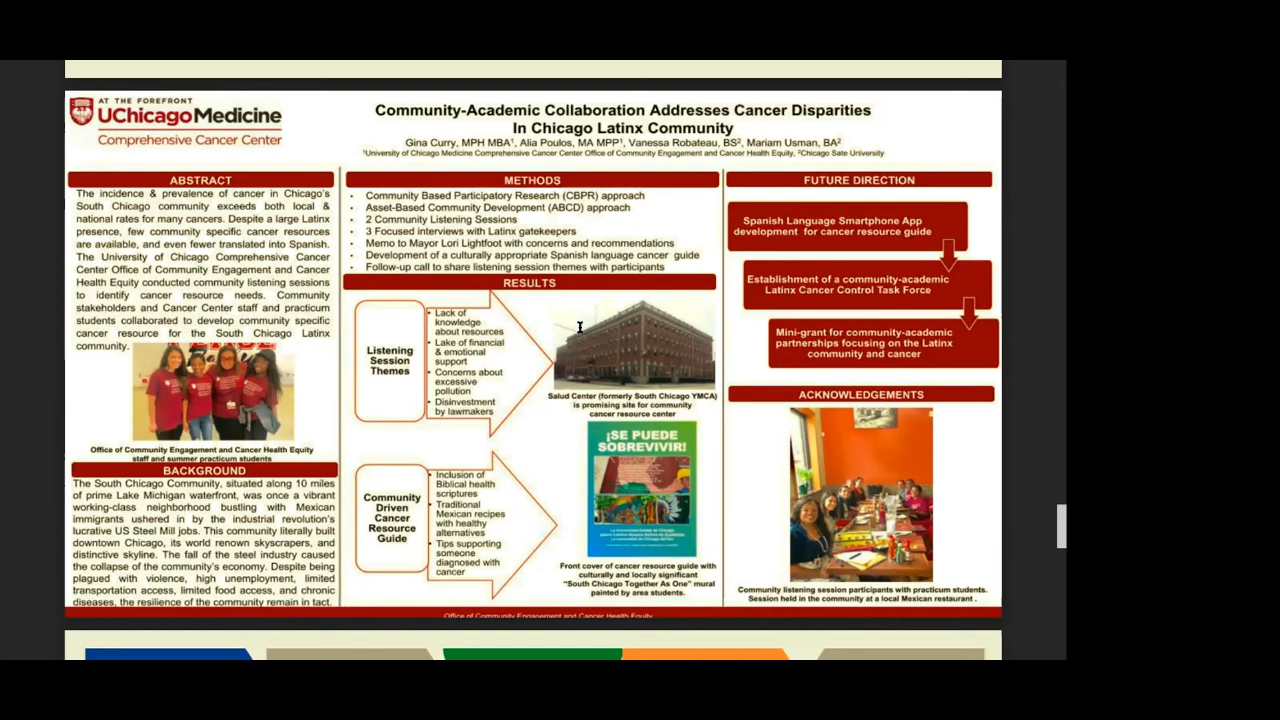 AT THE FOREFRONT
UChicago Medicine
Comprehensive Cancer Center
Community-Academic Collaboration Addresses Cancer Disparities
In Chicago Latinx Community
Gina Curry, MPH MBA¹, Alia Poulos, MA MPP¹, Vanessa Robateau, BS², Mariam Usman, BA²
¹University of Chicago Medicine Comprehensive Cancer Center Office of Community Engagement and Cancer Health Equity, ²Chicago Sate University
ABSTRACT
The incidence & prevalence of cancer in Chicago's
South Chicago community exceeds both local &
national rates for many cancers. Despite a large Latinx
presence, few community specific cancer resources
are available, and even fewer translated into Spanish.
The University of Chicago Comprehensive Cancer
Center Office of Community Engagement and Cancer
Health Equity conducted community listening sessions
to identify cancer resource needs. Community
stakeholders and Cancer Center staff and practicum
students collaborated to develop community specific
cancer resource for the South Chicago Latinx
community.
Office of Community Engagement and Cancer Health Equity
staff and summer practicum students
BACKGROUND
The South Chicago Community, situated along 10 miles
of prime Lake Michigan waterfront, was once a vibrant
working-class neighborhood bustling with Mexican
immigrants ushered in by the industrial revolution's
lucrative US Steel Mill jobs. This community literally built
downtown Chicago, its world renown skyscrapers, and
distinctive skyline. The fall of the steel industry caused
the collapse of the community's economy. Despite being
plagued with violence, high unemployment, limited
transportation access, limited food access, and chronic
diseases, the resilience of the community remain in tact.
METHODS
• Community Based Participatory Research (CBPR) approach
• Asset-Based Community Development (ABCD) approach
• 2 Community Listening Sessions
• 3 Focused interviews with Latinx gatekeepers
• Memo to Mayor Lori Lightfoot with concerns and recommendations
• Development of a culturally appropriate Spanish language cancer guide
• Follow-up call to share listening session themes with participants
RESULTS
Listening
Session
Themes
• Lack of
knowledge
about resources
• Lake of financial
& emotional
support
• Concerns about
excessive
pollution
• Disinvestment
by lawmakers
Salud Center (formerly South Chicago YMCA)
is promising site for community
cancer resource center
Community
Driven
Cancer
Resource
Guide
• Inclusion of
Biblical health
scriptures
• Traditional
Mexican recipes
with healthy
alternatives
• Tips supporting
someone
diagnosed with
cancer
¡SE PUEDE
SOBREVIVIR!
Front cover of cancer resource guide with
culturally and locally significant
"South Chicago Together As One" mural
painted by area students.
FUTURE DIRECTION
Spanish Language Smartphone App
development for cancer resource guide
Establishment of a community-academic
Latinx Cancer Control Task Force
Mini-grant for community-academic
partnerships focusing on the Latinx
community and cancer
ACKNOWLEDGEMENTS
Community listening session participants with practicum students.
Session held in the community at a local Mexican restaurant .
Office of Community Engagement and Cancer Health Equity